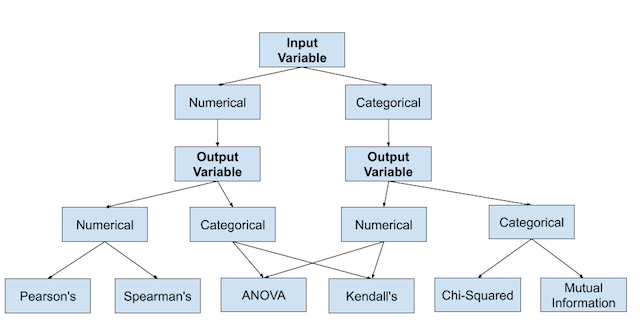 Input
Variable
Numerical
Categorical
Output
Variable
Output
Variable
Numerical
Categorical
Numerical
Categorical
Pearson's
Spearman's
ANOVA
Kendall's
Chi-Squared
Mutual
Information